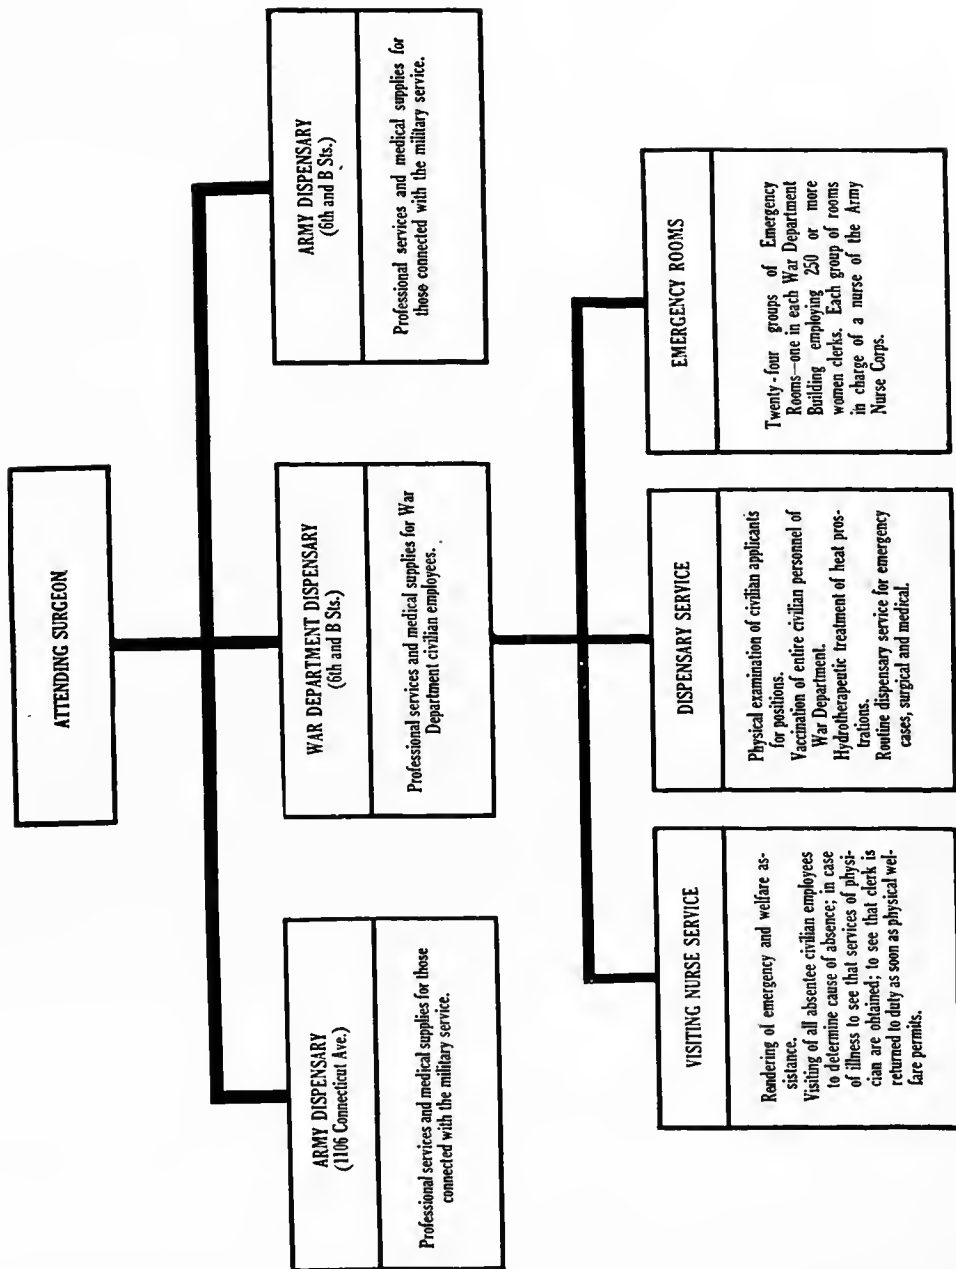 ATTENDING SURGEON
ARMY DISPENSARY
(1106 Connecticut Ave.)
Professional services and medical supplies for those
connected with the military service.
WAR DEPARTMENT DISPENSARY
(6th and B Sts.)
Professional services and medical supplies for War
Department civilian employees.
ARMY DISPENSARY
(6th and B Sts.)
Professional services and medical supplies for
those connected with the military service.
VISITING NURSE SERVICE
Rendering of emergency and welfare as-
sistance.
Visiting of all absentee civilian employees
to determine cause of absence; in case
of illness to see that services of physi-
cian are obtained; to see that clerk is
returned to duty as soon as physical wel-
fare permits.
DISPENSARY SERVICE
Physical examination of civilian applicants
for positions.
Vaccination of entire civilian personnel of
War Department.
Hydrotherapeutic treatment of heat pros-
trations.
Routine dispensary service for emergency
cases, surgical and medical.
EMERGENCY ROOMS
Twenty-four groups of Emergency
Rooms—one in each War Department
Building employing 250 or more
women clerks. Each group of rooms
in charge of a nurse of the Army
Nurse Corps.